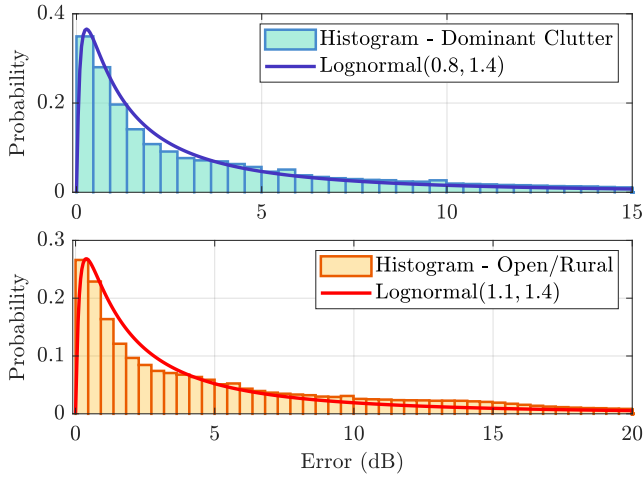 0.4
Histogram - Dominant Clutter
Lognormal(0.8, 1.4)
Probability
0.2
0
0 5 10 15
0.3
Histogram - Open/Rural
Lognormal(1.1, 1.4)
Probability
0.2
0.1
0
0 5 10 15 20
Error (dB)